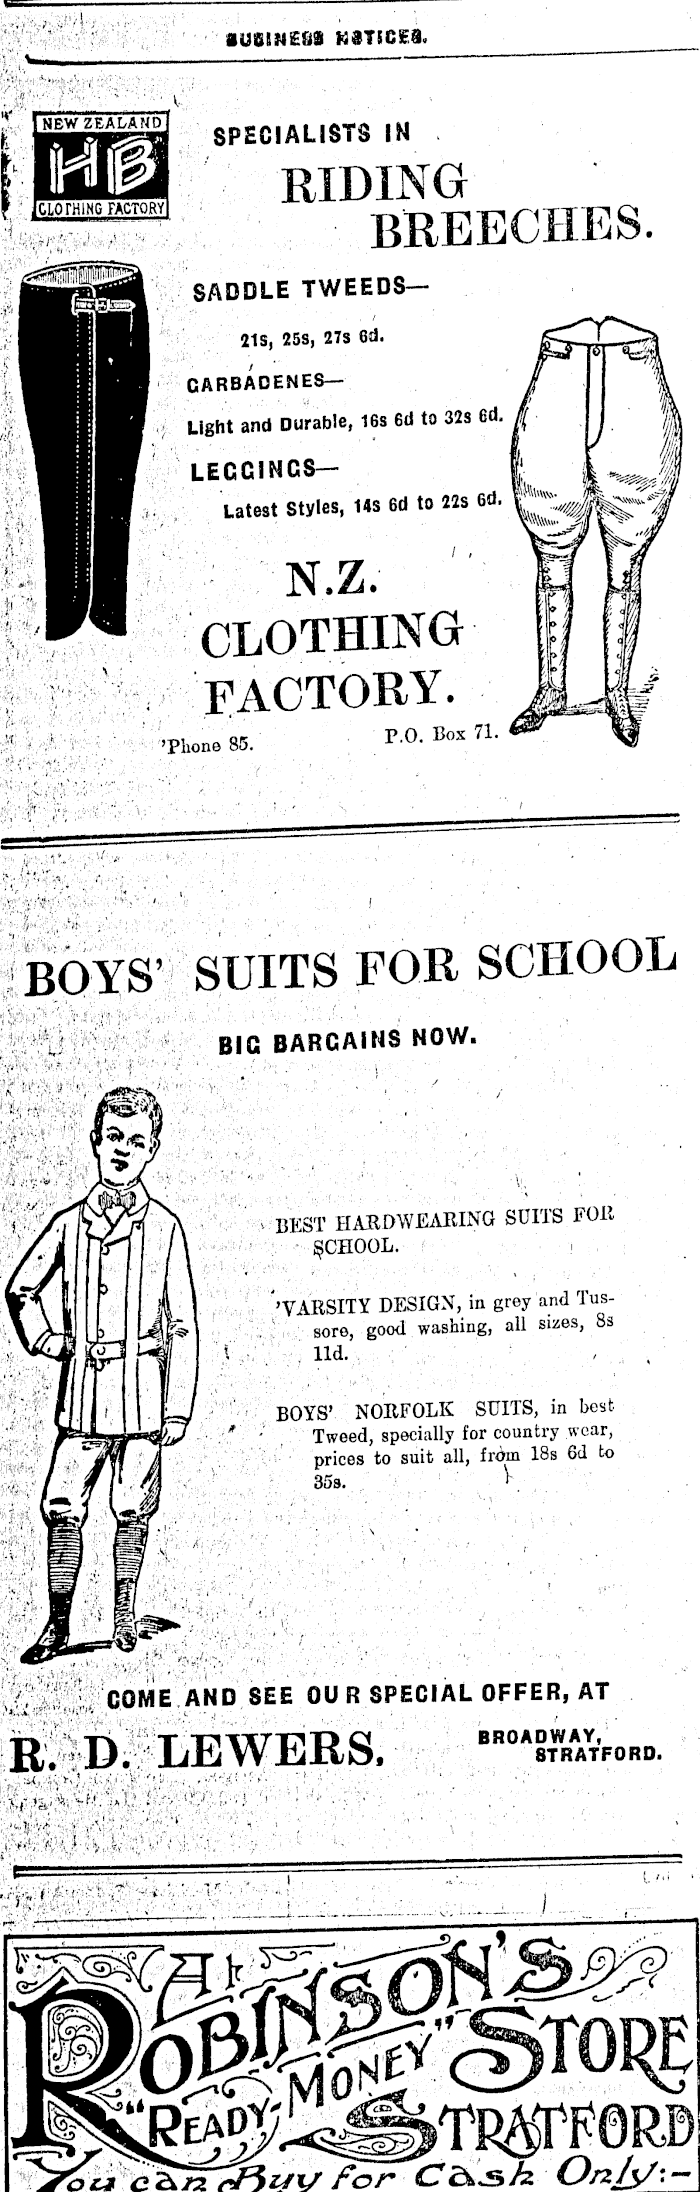 BUSINESS NOTICES.
NEW ZEALAND
HB
CLOTHING FACTORY
SPECIALISTS IN
RIDING
BREECHES.
SADDLE TWEEDS—
21s, 25s, 27s 6d.
GARBADENES—
Light and Durable, 16s 6d to 32s 6d.
LEGGINGS—
Latest Styles, 14s 6d to 22s 6d.
N.Z.
CLOTHING
FACTORY.
'Phone 85. P.O. Box 71.
BOYS' SUITS FOR SCHOOL
BIG BARGAINS NOW.
BEST HARDWEARING SUITS FOR
SCHOOL.
'VARSITY DESIGN, in grey and Tus-
sore, good washing, all sizes, 8s
11d.
BOYS' NORFOLK SUITS, in best
Tweed, specially for country wear,
prices to suit all, from 18s 6d to
35s.
COME AND SEE OUR SPECIAL OFFER, AT
R. D. LEWERS, BROADWAY,
STRATFORD.
At
ROBINSON'S
"READY-MONEY" STORE
STRATFORD
You can Buy for Cash Only:-